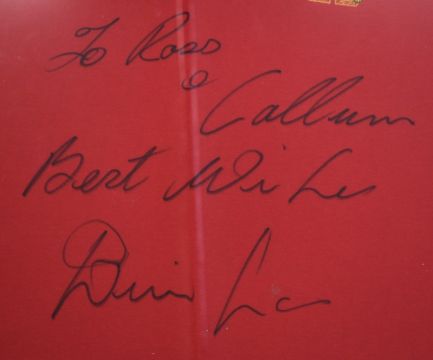 To Ross
&
Callum
Best Wishes